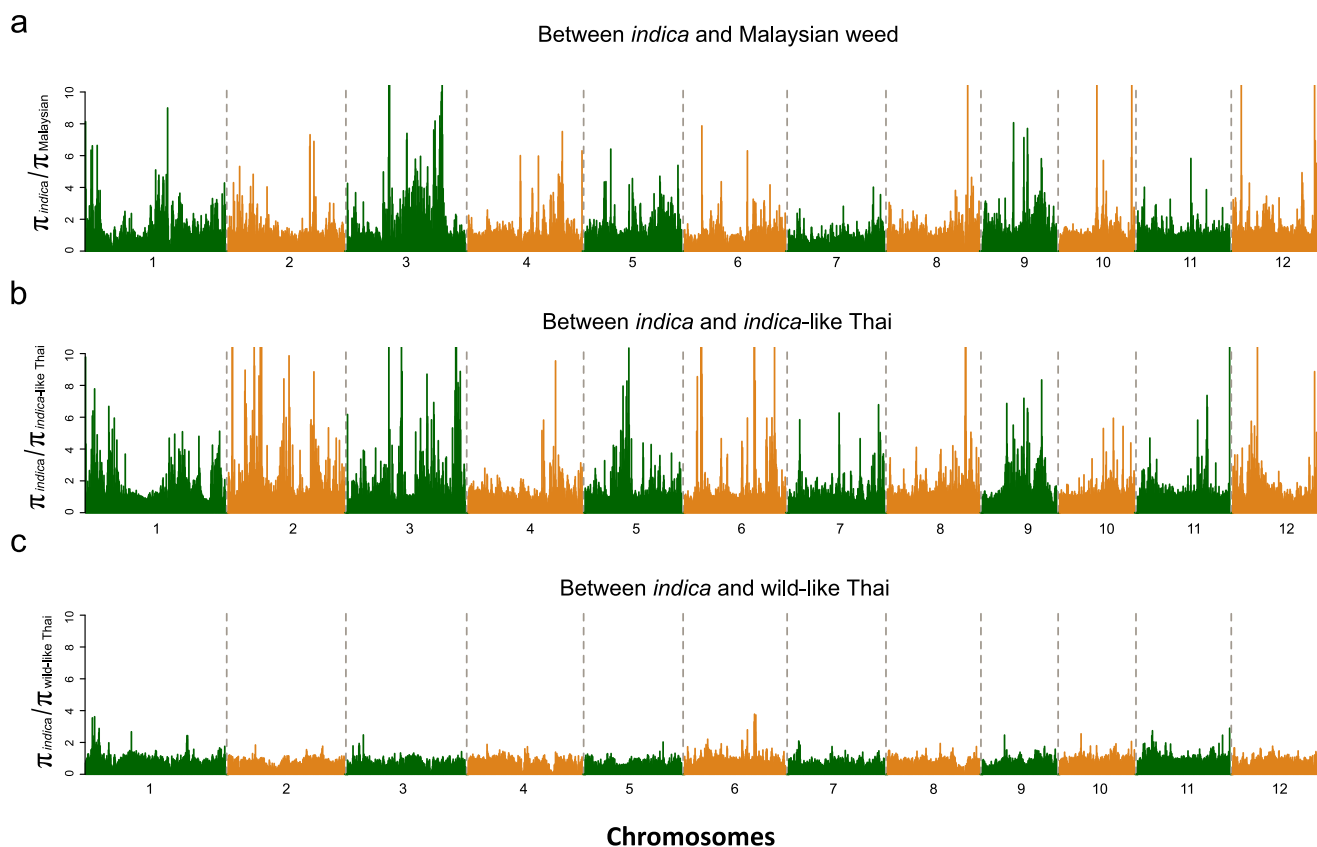 a
Between indica and Malaysian weed
π indica/π Malaysian
0 2 4 6 8 10
1 2 3 4 5 6 7 8 9 10 11 12
b
Between indica and indica-like Thai
π indica/π indica-like Thai
0 2 4 6 8 10
1 2 3 4 5 6 7 8 9 10 11 12
c
Between indica and wild-like Thai
π indica/π wild-like Thai
0 2 4 6 8 10
1 2 3 4 5 6 7 8 9 10 11 12
Chromosomes